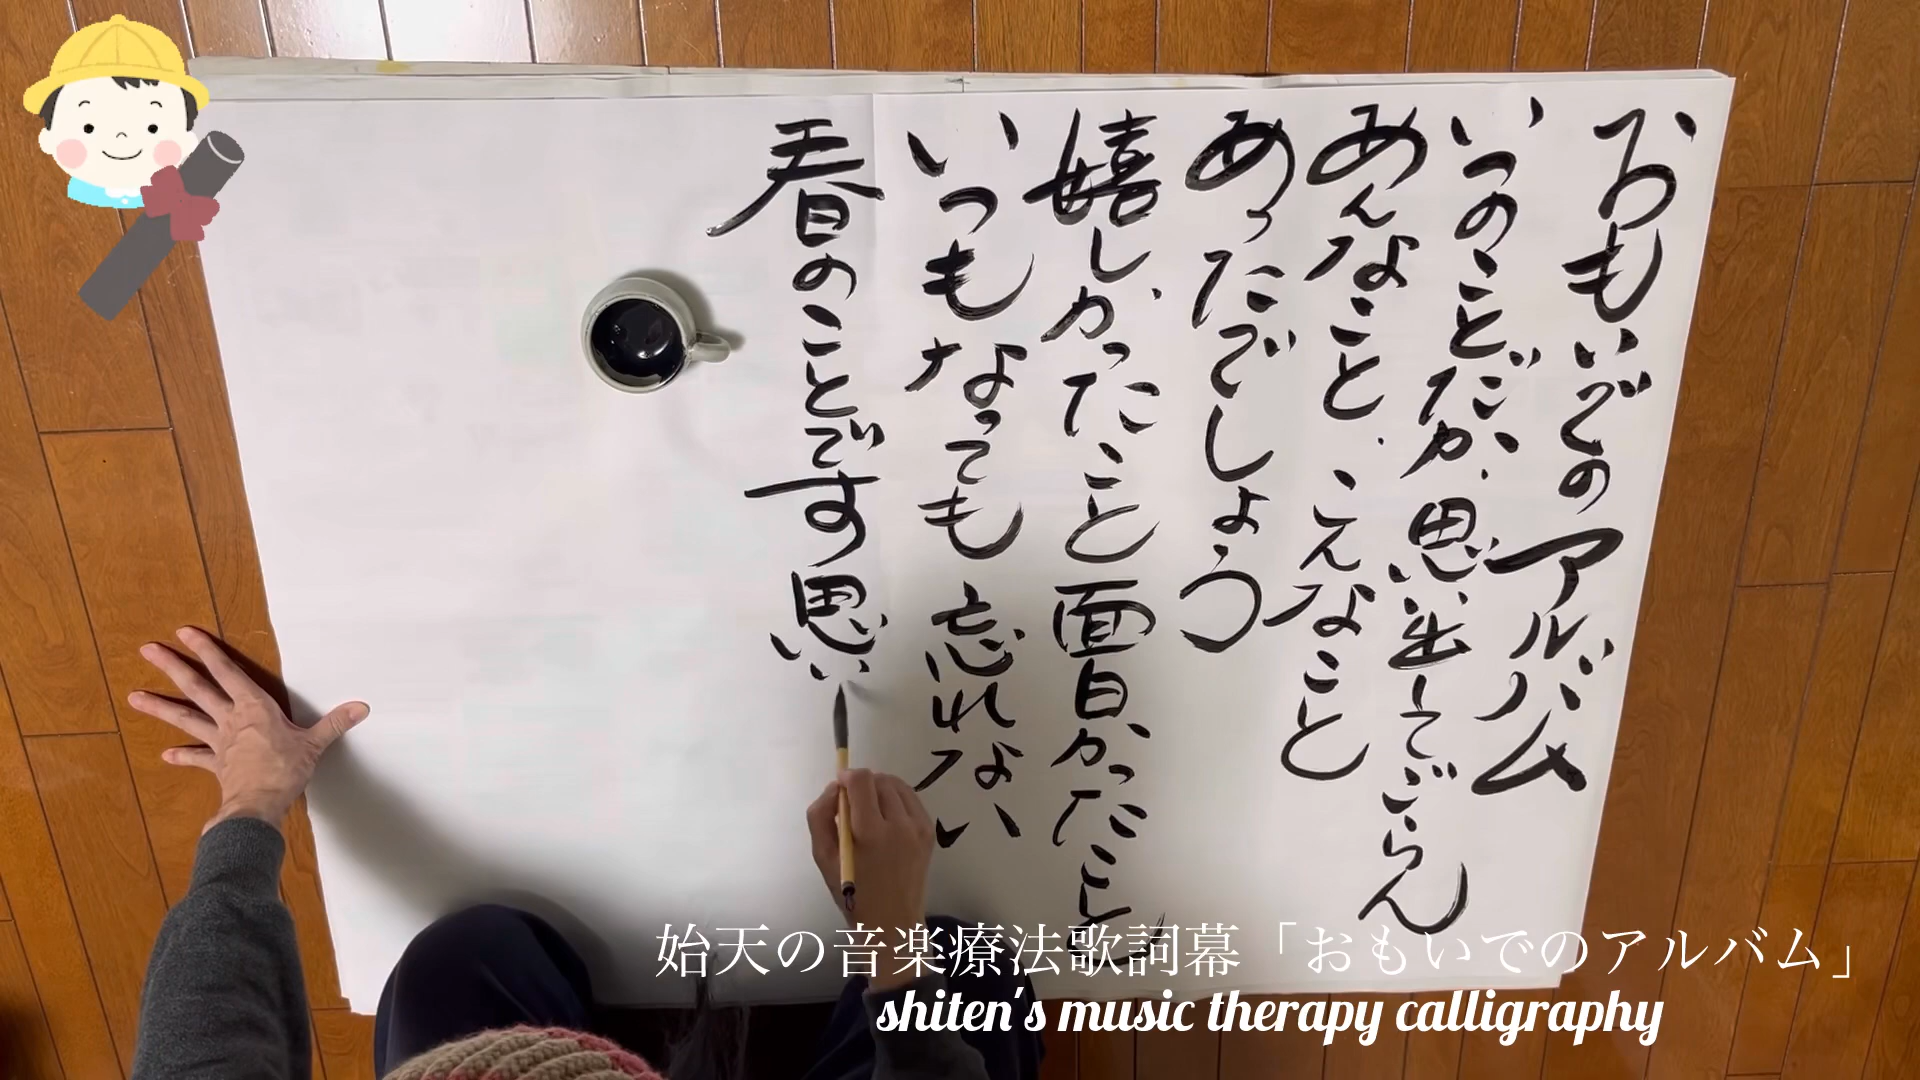 おもいでのアルバム
いつのことだか 思い出してごらん
あんなこと こんなこと
あったでしょう
嬉しかったこと 面白かったこと
いつもなっても 忘れない
春のことです 思い
始天の音楽療法歌詞幕「おもいでのアルバム」
shiten's music therapy calligraphy